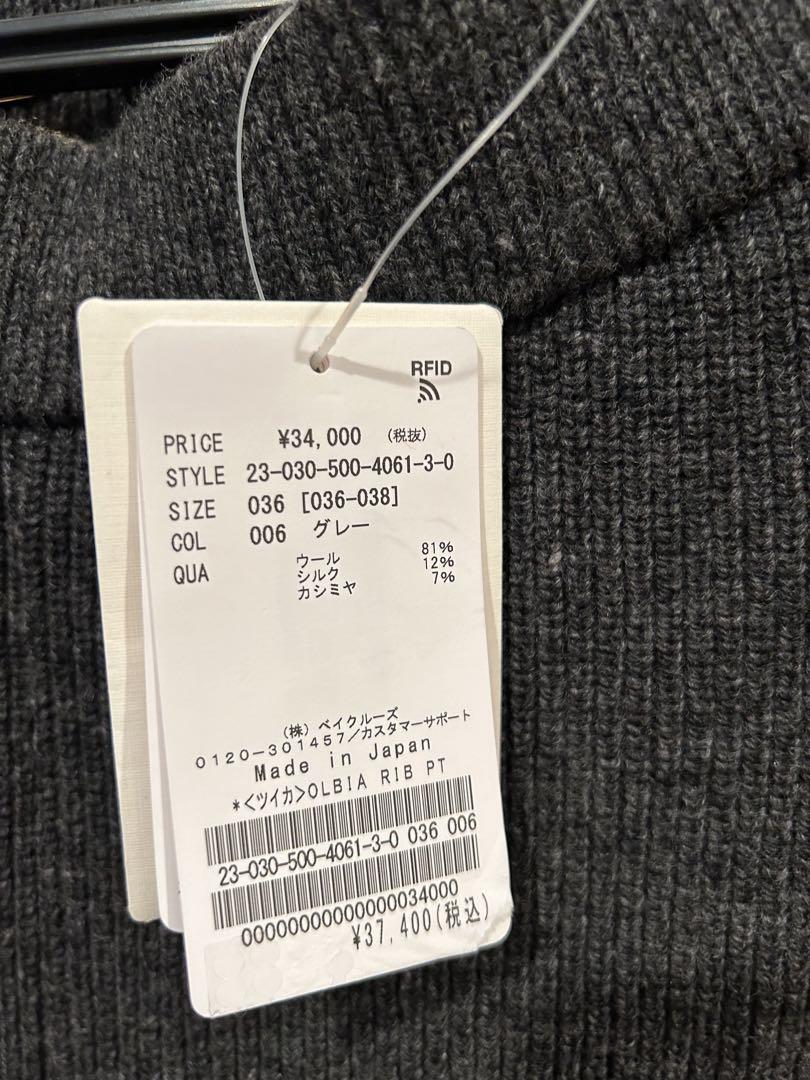 RFID
PRICE ¥34,000 (税抜)
STYLE 23-030-500-4061-3-0
SIZE 036 [036-038]
COL 006 グレー
QUA ウール 81%
シルク 12%
カシミヤ 7%
(株) ベイクルーズ
0120-301457/カスタマーサポート
Made in Japan
*<ツイカ>OLBIA RIB PT
23-030-500-4061-3-0 036 006
00000000000000034000
¥37,400(税込)